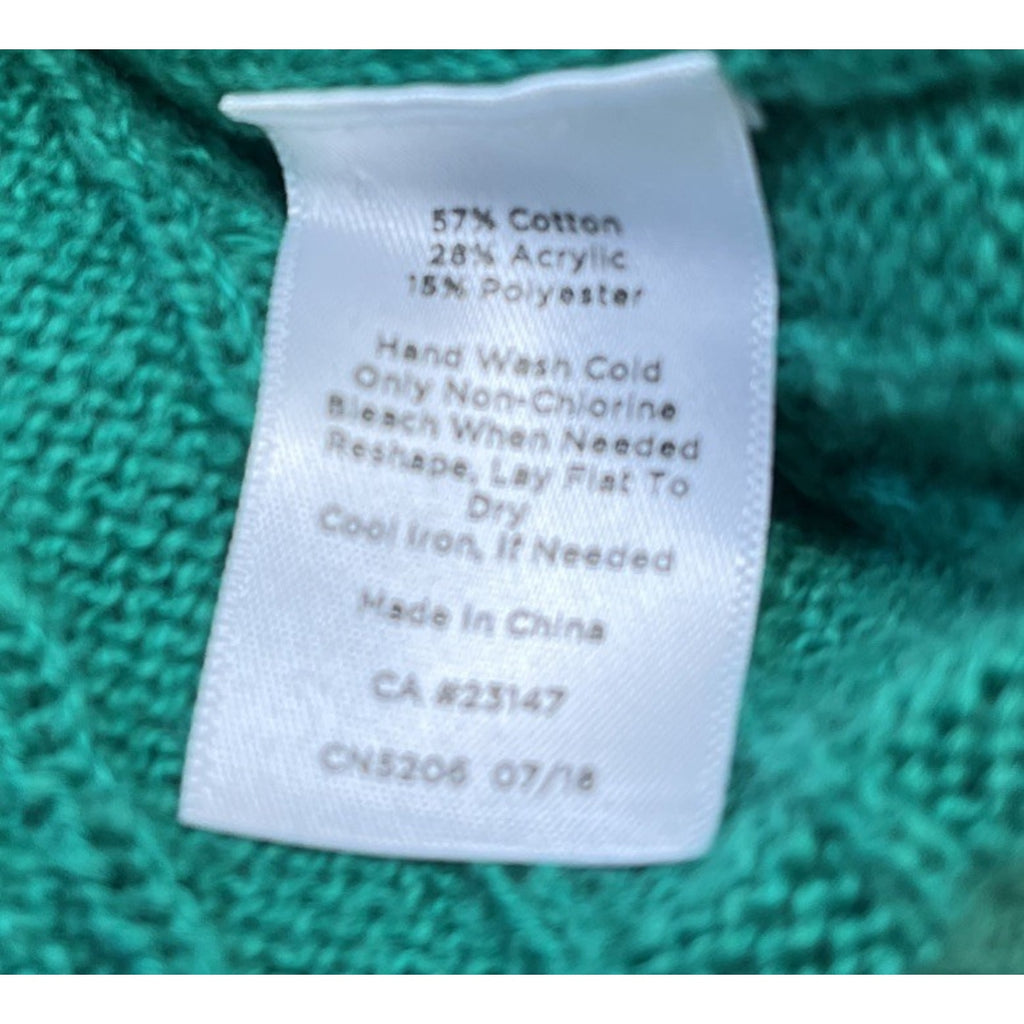 57% Cotton
28% Acrylic
15% Polyester
Hand Wash Cold
Only Non-Chlorine
Bleach When Needed
Reshape, Lay Flat To
Dry
Cool Iron, If Needed
Made In China
CA #23147
CN5206 07/18